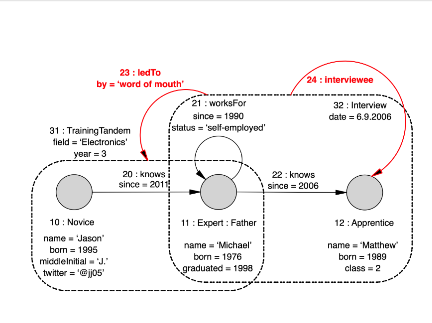 23 : ledTo
by = ‘word of mouth’
24 : interviewee
21 : worksFor
since = 1990
status = ‘self-employed’
32 : Interview
date = 6.9.2006
31 : TrainingTandem
field = ‘Electronics’
year = 3
20 : knows
since = 2011
22 : knows
since = 2006
10 : Novice
name = ‘Jason’
born = 1995
middleInitial = ‘J.’
twitter = ‘@jj05’
11 : Expert : Father
name = ‘Michael’
born = 1976
graduated = 1998
12 : Apprentice
name = ‘Matthew’
born = 1989
class = 2